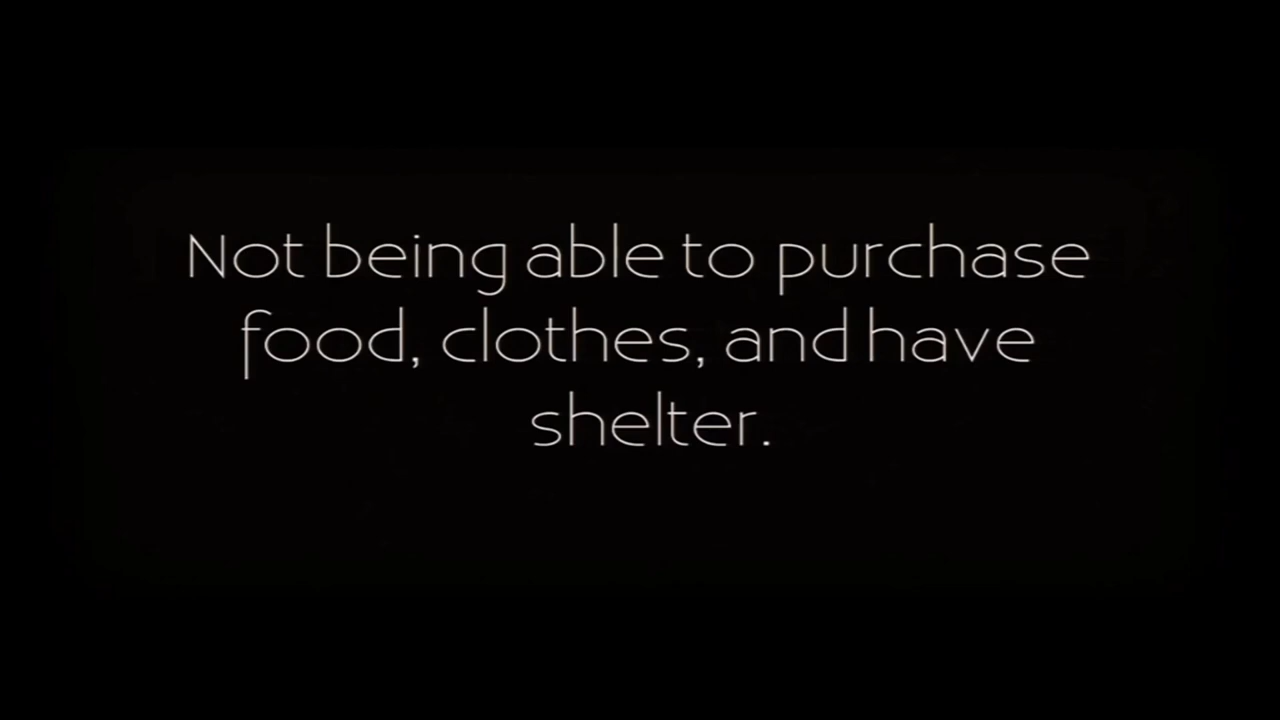 Not being able to purchase
food, clothes, and have
shelter.